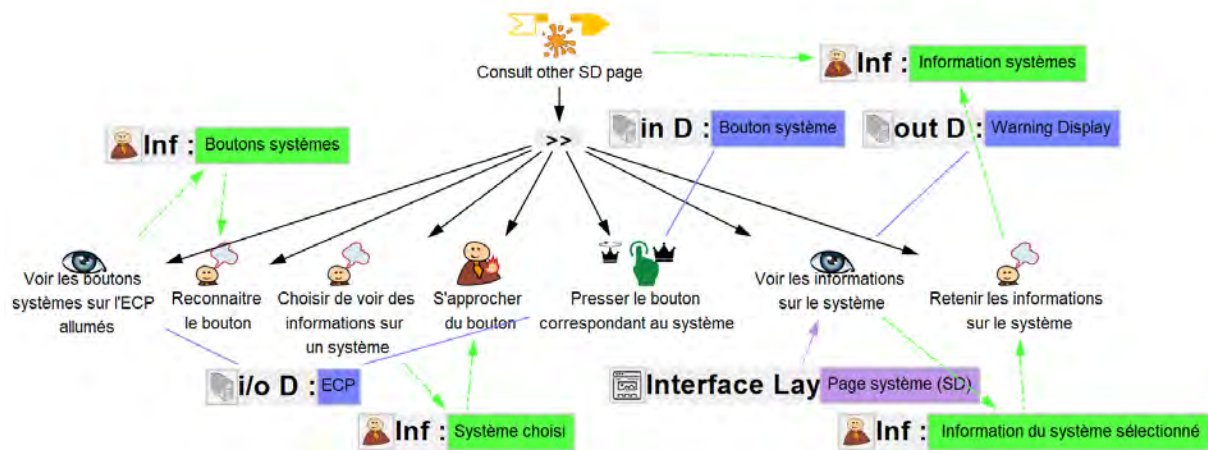 Consult other SD page
Inf : Information systèmes
in D : Bouton système
out D : Warning Display
Inf : Boutons systèmes
>>
Voir les boutons
systèmes sur l'ECP
allumés
Reconnaitre
le bouton
Choisir de voir des
informations sur
un système
S'approcher
du bouton
Presser le bouton
correspondant au système
Voir les informations
sur le système
Retenir les informations
sur le système
i/o D : ECP
Interface Lay Page système (SD)
Inf : Système choisi
Inf : Information du système sélectionné